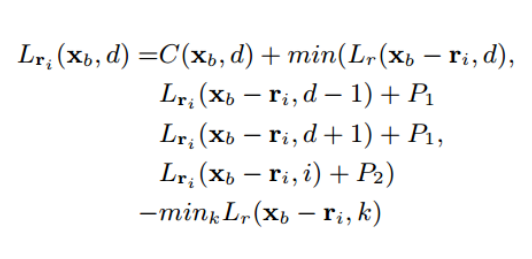 L_{𝐫_i}(𝐱_b, d) =C(𝐱_b, d) + min(L_r(𝐱_b − 𝐫_i, d),
L_{𝐫_i}(𝐱_b − 𝐫_i, d − 1) + P_1
L_{𝐫_i}(𝐱_b − 𝐫_i, d + 1) + P_1,
L_{𝐫_i}(𝐱_b − 𝐫_i, i) + P_2)
−min_k L_r(𝐱_b − 𝐫_i, k)